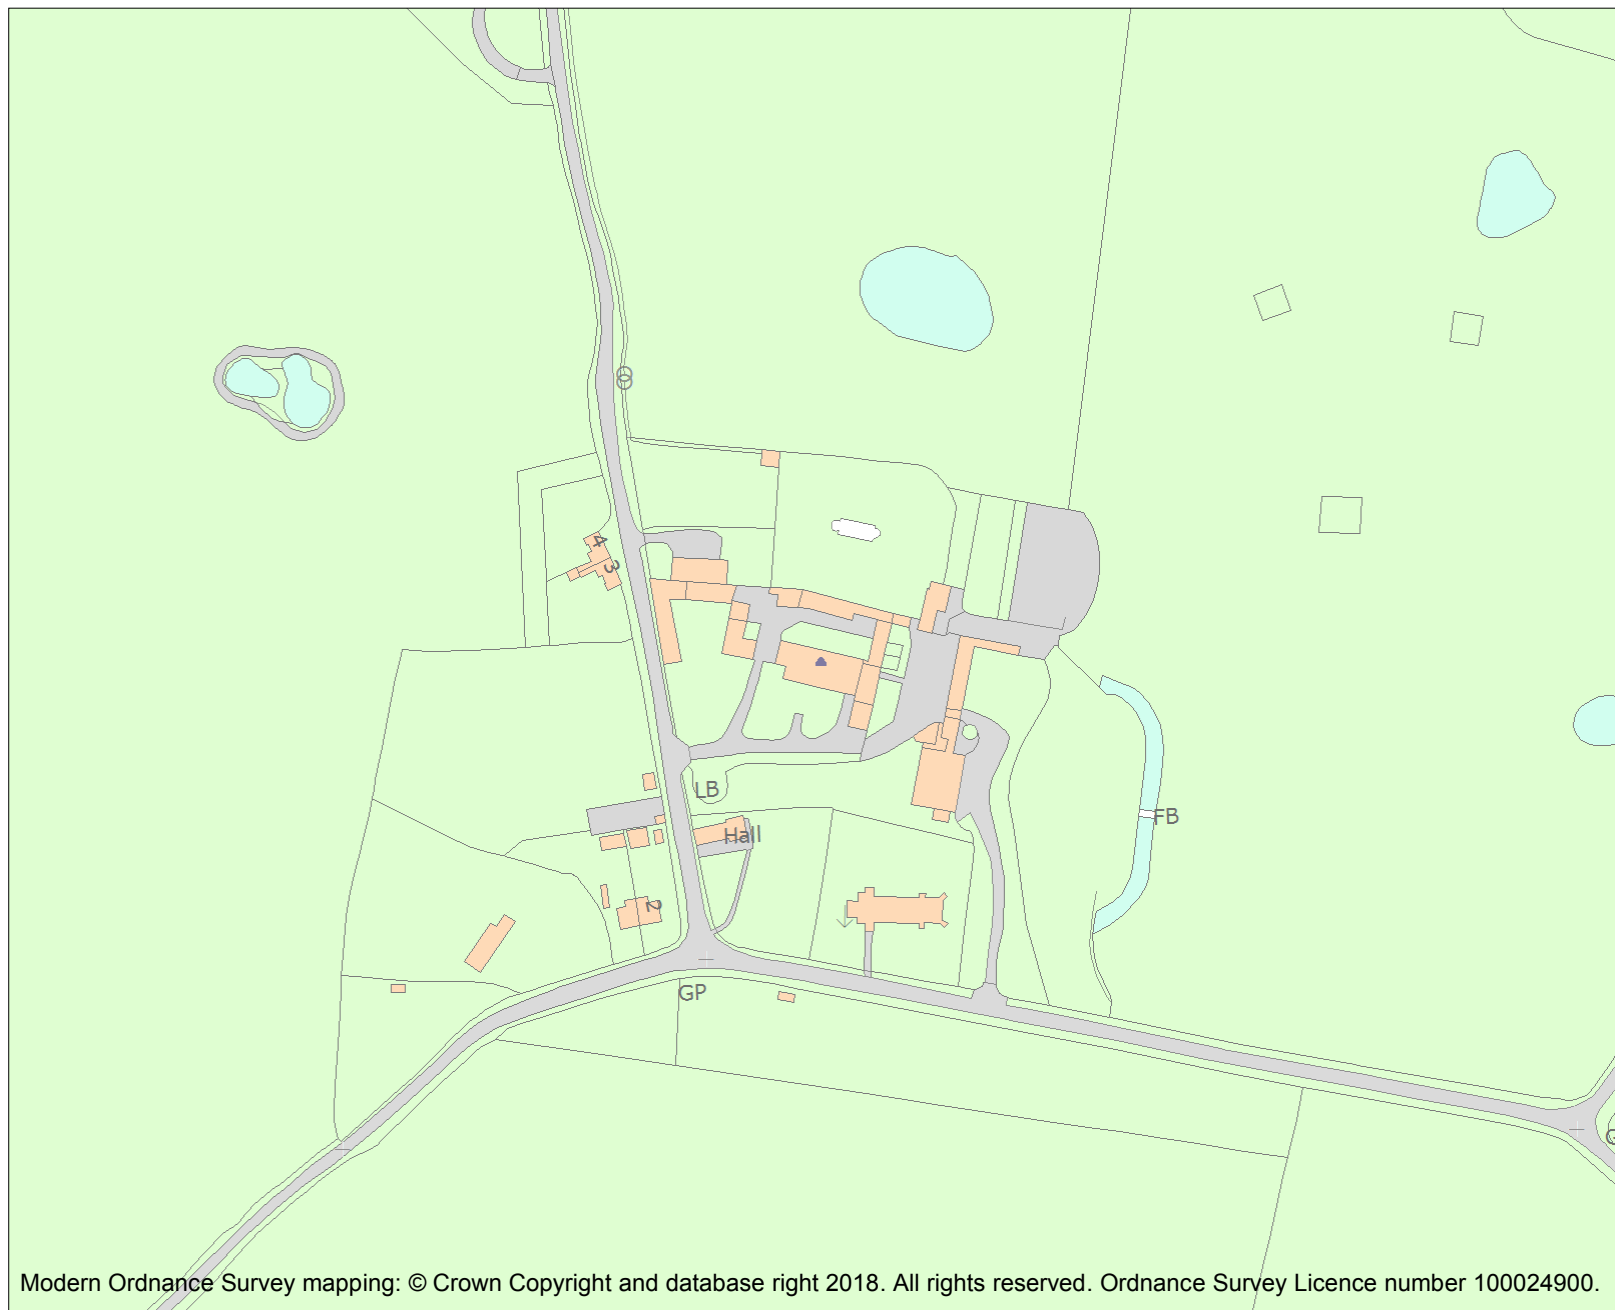 4
3
LB
Hall
FB
2
GP
Modern Ordnance Survey mapping: © Crown Copyright and database right 2018. All rights reserved. Ordnance Survey Licence number 100024900.